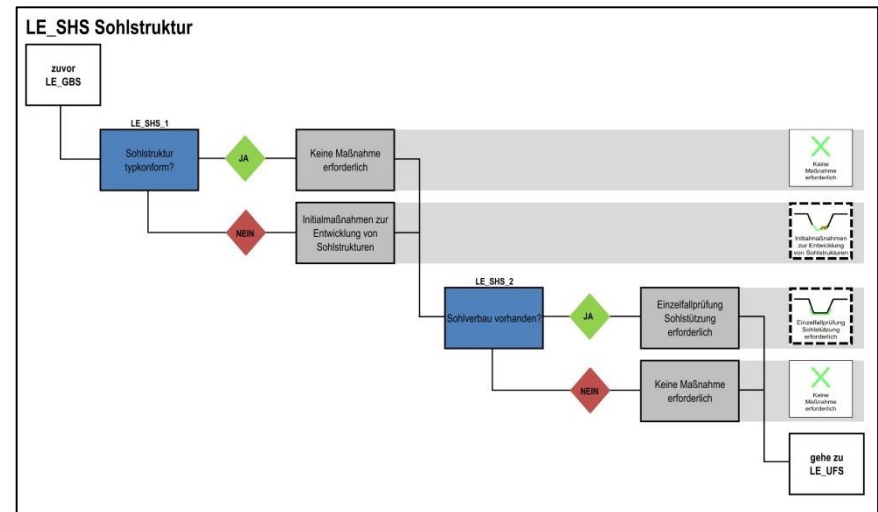 LE_SHS Sohlstruktur
zuvor
LE_GBS
LE_SHS_1
Sohlstruktur
typkonform?
JA
Keine Maßnahme
erforderlich
Keine
Maßnahme
erforderlich
NEIN
Initialmaßnahmen zur
Entwicklung von
Sohlstrukturen
Initialmaßnahmen
zur Entwicklung
von Sohlstrukturen
LE_SHS_2
Sohlverbau vorhanden?
JA
Einzelfallprüfung
Sohlstützung
erforderlich
Einzelfallprüfung
Sohlstützung
erforderlich
NEIN
Keine Maßnahme
erforderlich
Keine
Maßnahme
erforderlich
gehe zu
LE_UFS